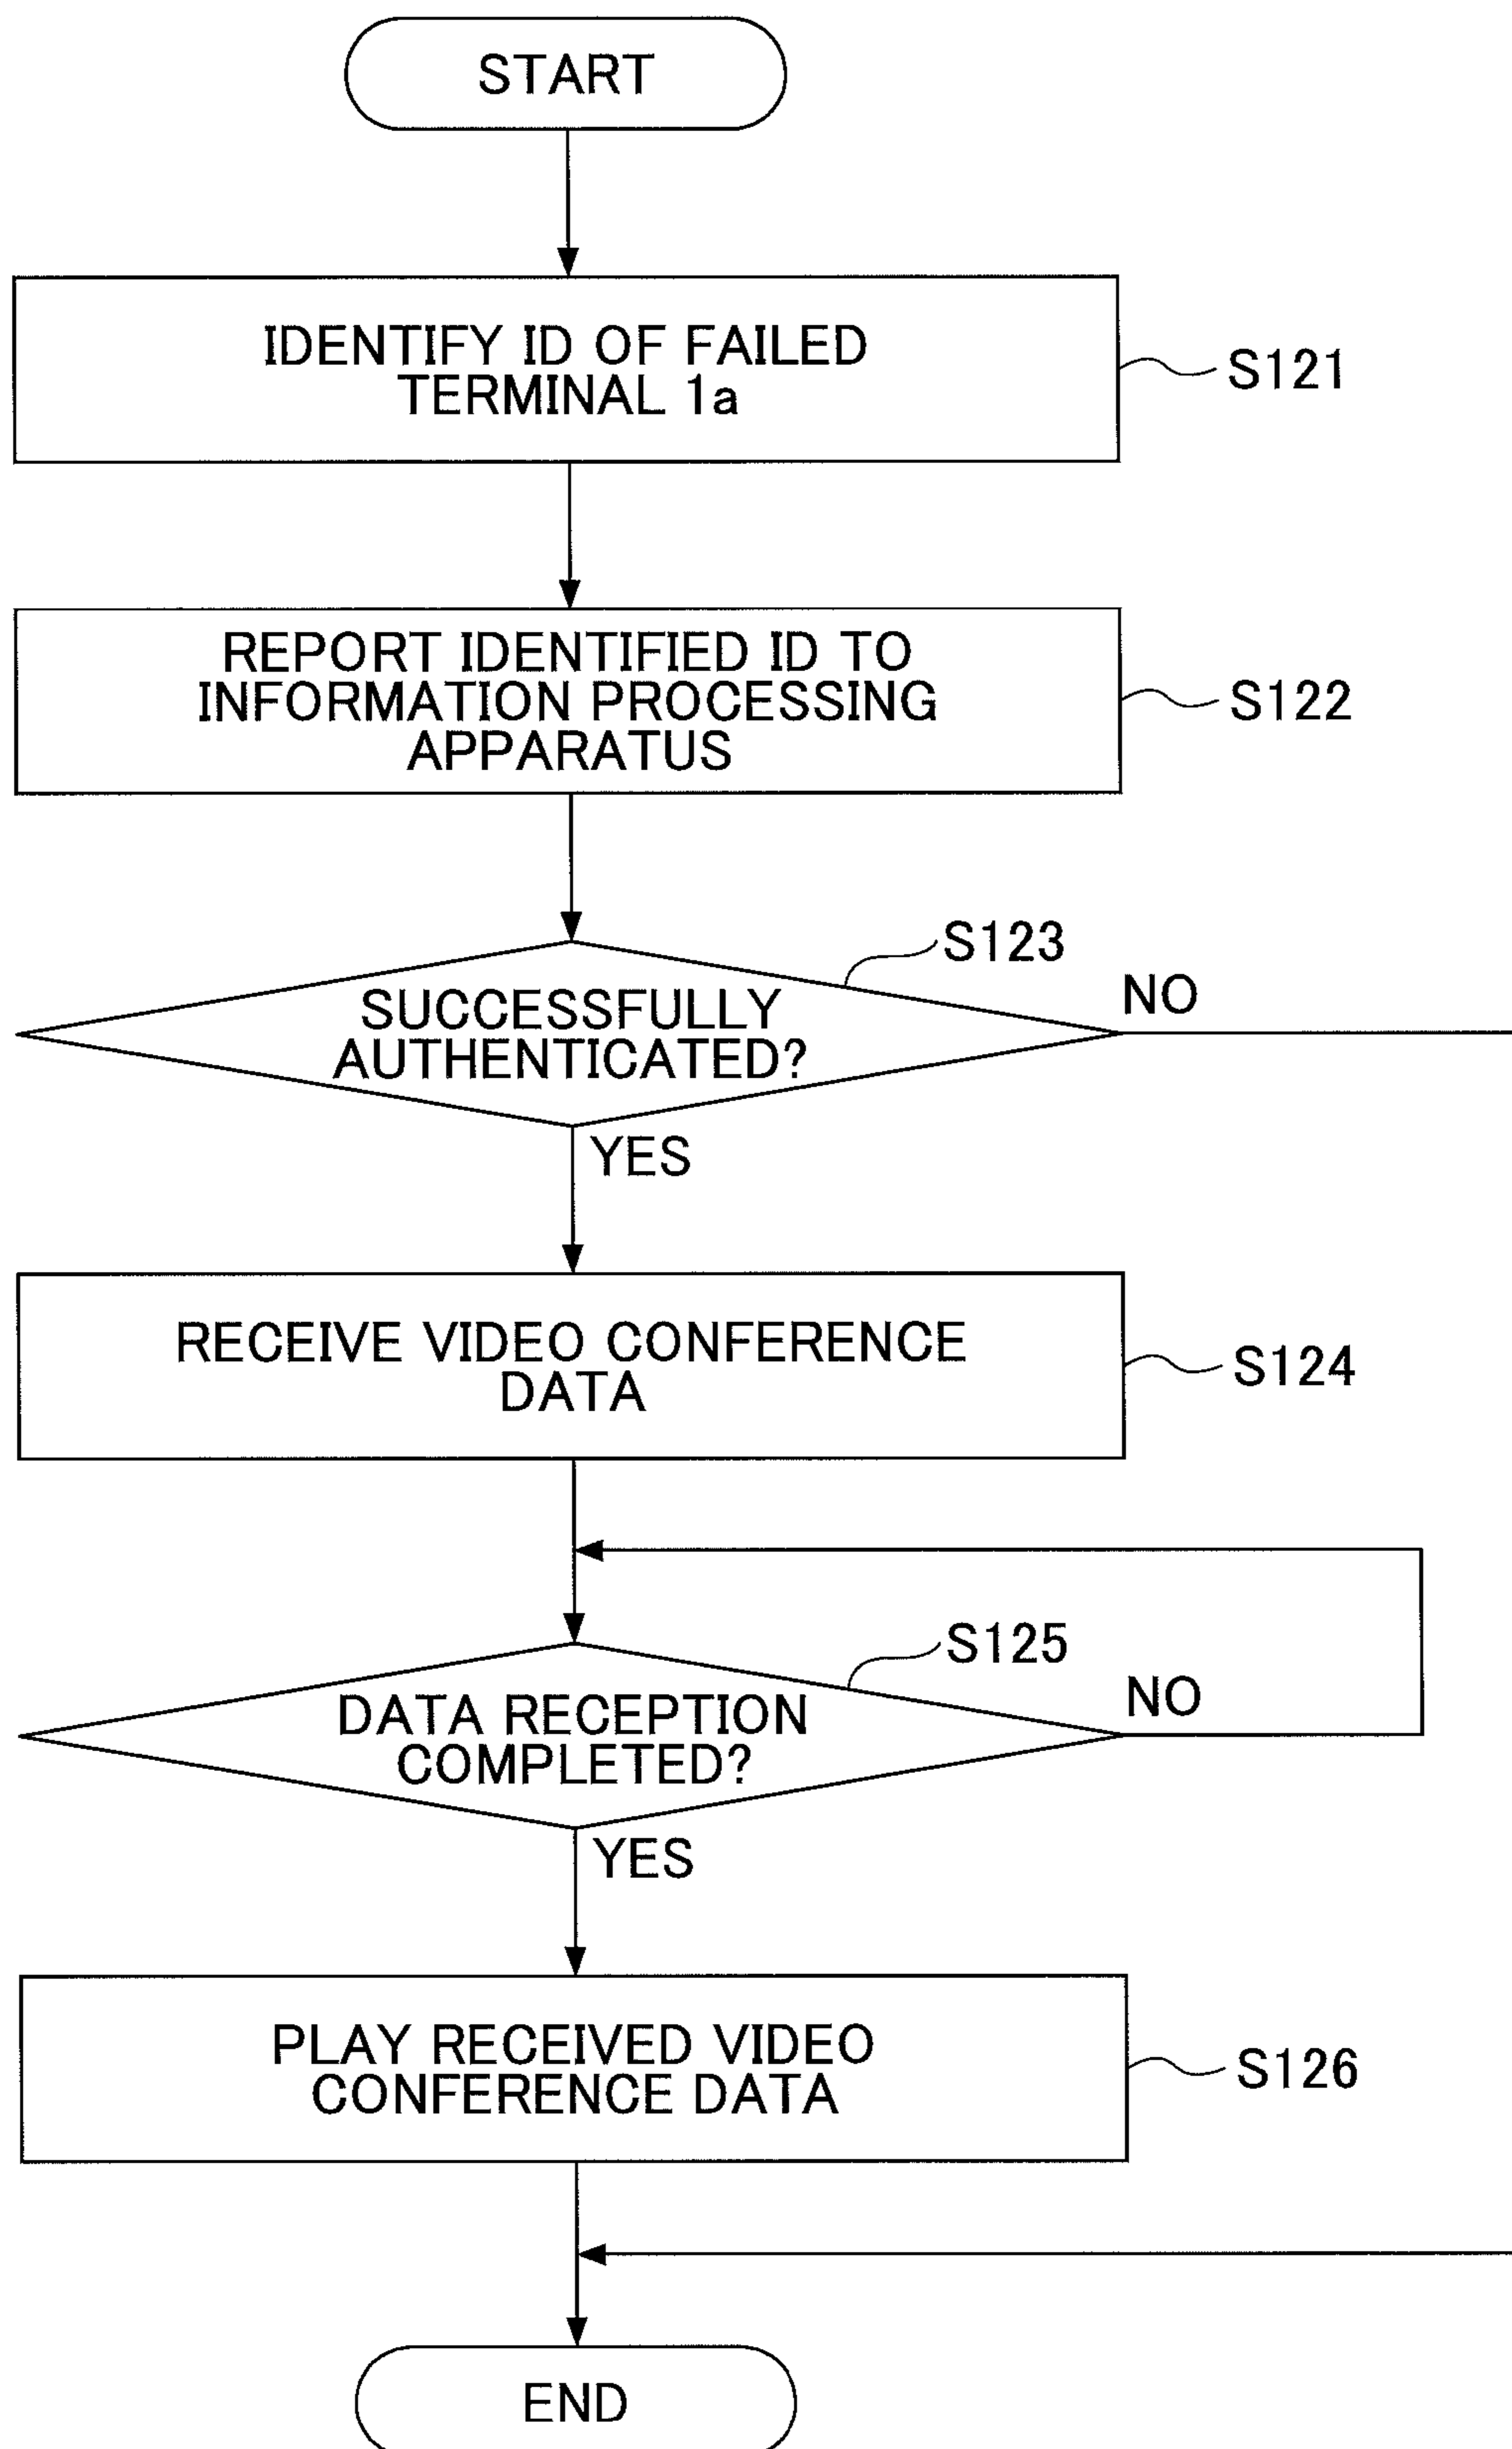 START
IDENTIFY ID OF FAILED
TERMINAL 1a
S121
REPORT IDENTIFIED ID TO
INFORMATION PROCESSING
APPARATUS
S122
S123
SUCCESSFULLY
AUTHENTICATED?
NO
YES
RECEIVE VIDEO CONFERENCE
DATA
S124
S125
DATA RECEPTION
COMPLETED?
NO
YES
PLAY RECEIVED VIDEO
CONFERENCE DATA
S126
END